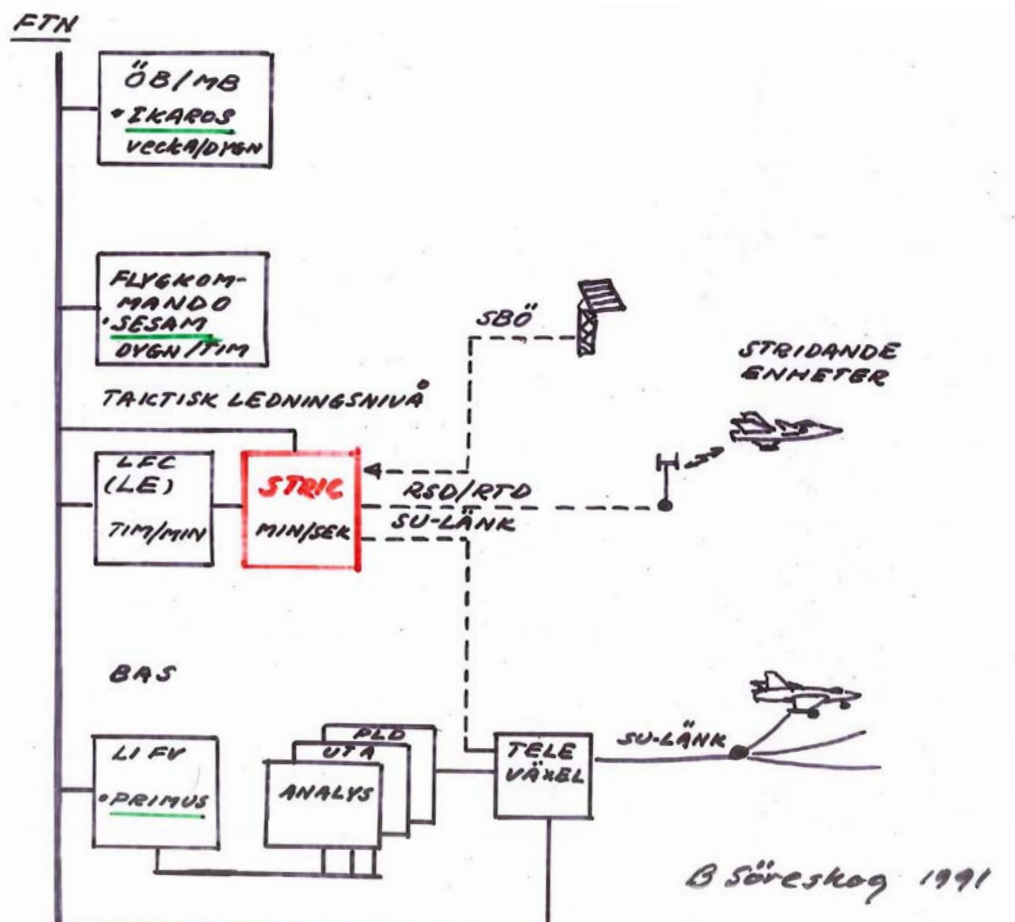 FTN
ÖB/MB
• IKAROS
VECKA/DYGN
FLYGKOM-
MANDO
• SESAM
DYGN/TIM
SBÖ
STRIDANDE
ENHETER
TAKTISK LEDNINGSNIVÅ
LFC
(LE)
TIM/MIN
STRIC
MIN/SEK
RSD/RTD
SU-LÄNK
BAS
LI FV
• PRIMUS
PLD
UTA
ANALYS
TELE
VÄXEL
SU-LÄNK
B Söreskog 1991